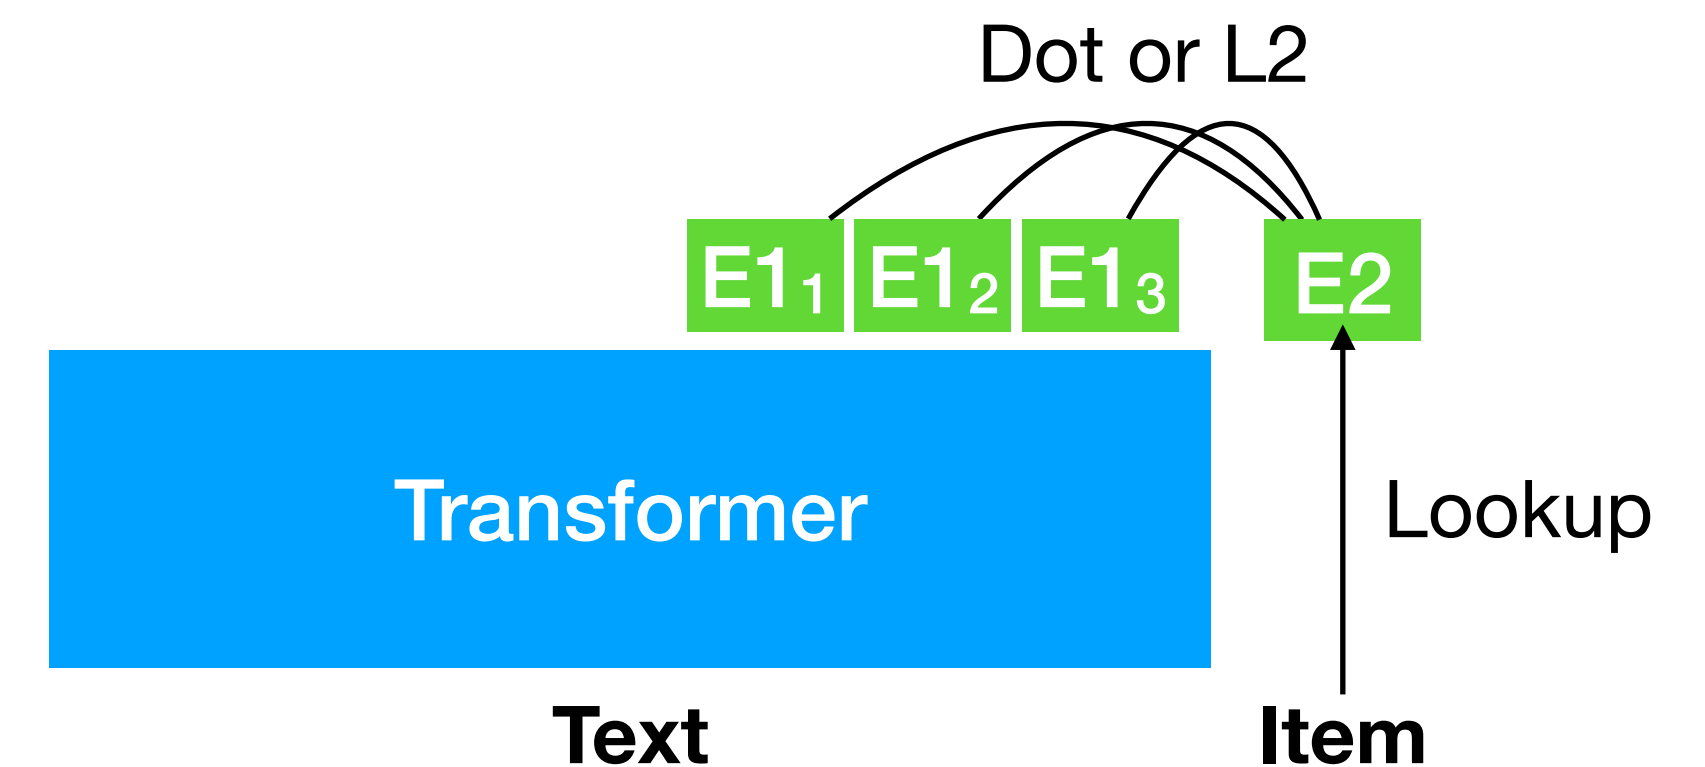 Dot or L2
E1₁ E1₂ E1₃ E2
Transformer
Lookup
Text Item